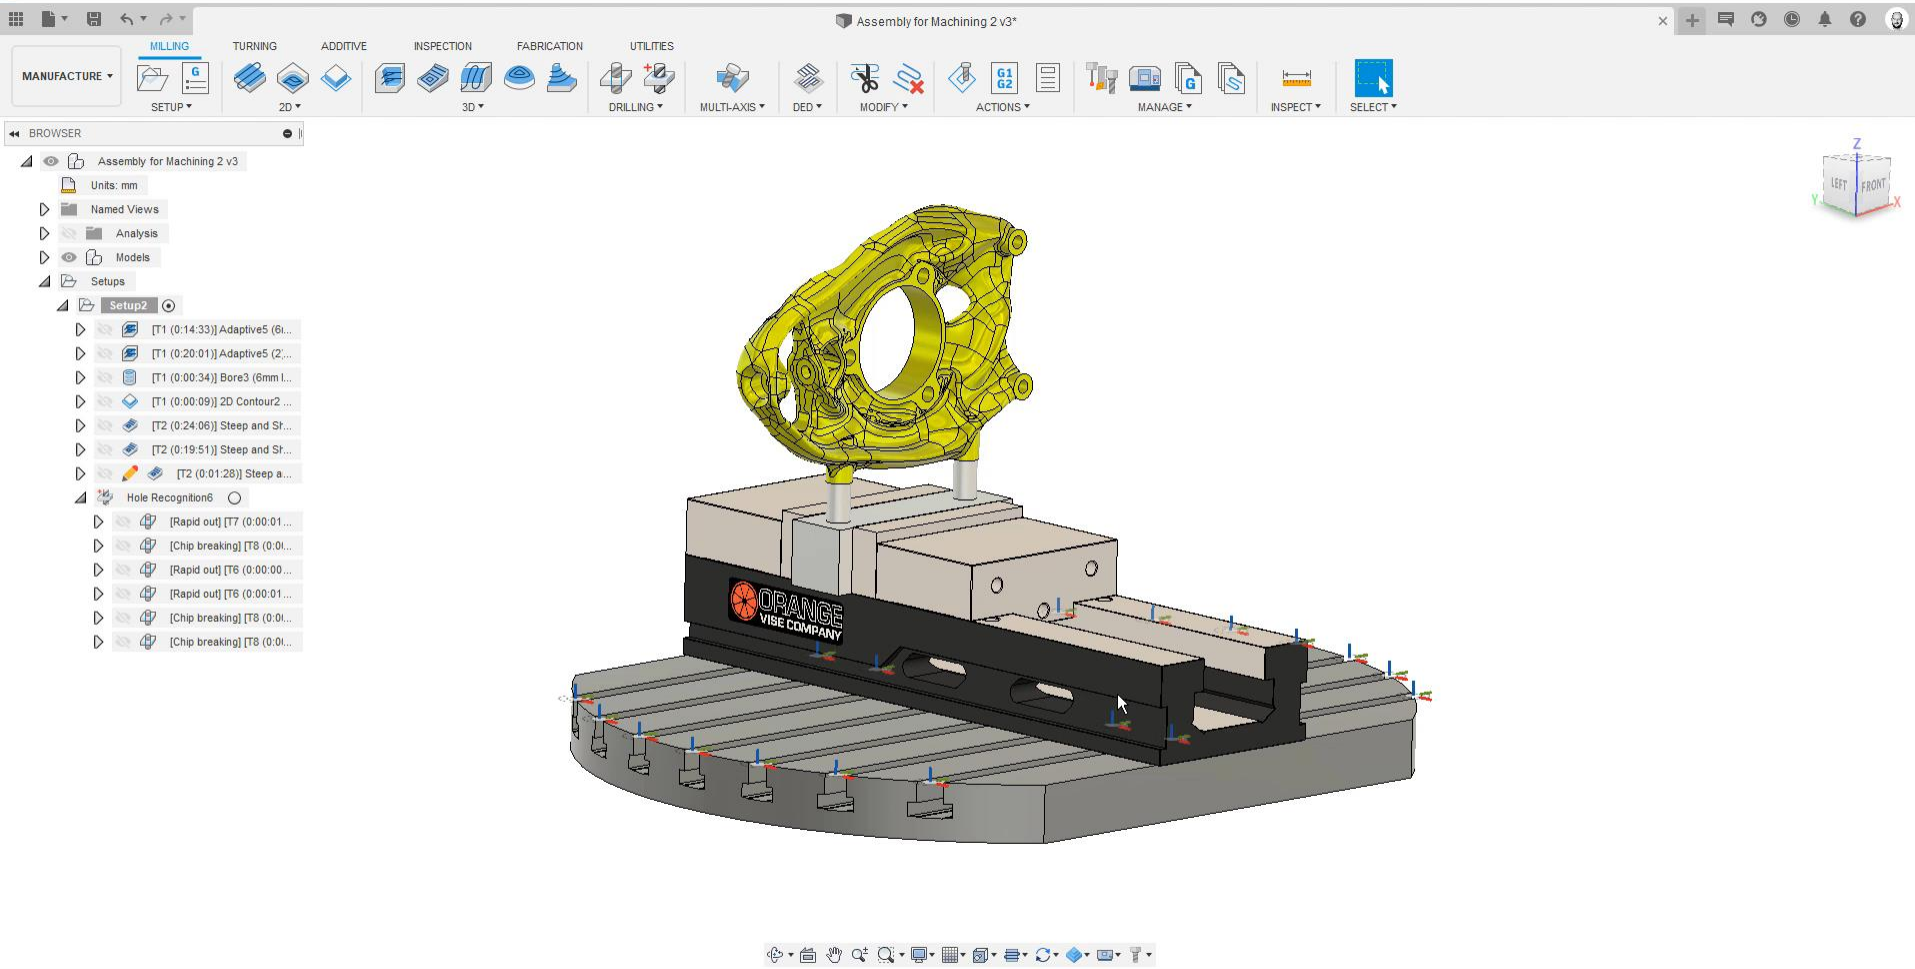 Assembly for Machining 2 v3*
MILLING TURNING ADDITIVE INSPECTION FABRICATION UTILITIES
MANUFACTURE
G
G1
G2
G
SETUP 2D 3D DRILLING MULTI-AXIS DED MODIFY ACTIONS MANAGE INSPECT SELECT
BROWSER
Assembly for Machining 2 v3
Units: mm
Named Views
Analysis
Models
Setups
Setup2
[T1 (0:14:33)] Adaptive5 (6...
[T1 (0:20:01)] Adaptive5 (2)...
[T1 (0:00:34)] Bore3 (6mm ...
[T1 (0:00:09)] 2D Contour2 ...
[T2 (0:24:06)] Steep and Sh...
[T2 (0:19:51)] Steep and Sh...
[T2 (0:01:28)] Steep a...
Hole Recognition6
[Rapid out] [T7 (0:00:01...
[Chip breaking] [T8 (0:0...
[Rapid out] [T6 (0:00:00...
[Rapid out] [T6 (0:00:01...
[Chip breaking] [T8 (0:0...
[Chip breaking] [T8 (0:0...
Z
LEFT FRONT
Y X
ORANGE
VISE COMPANY